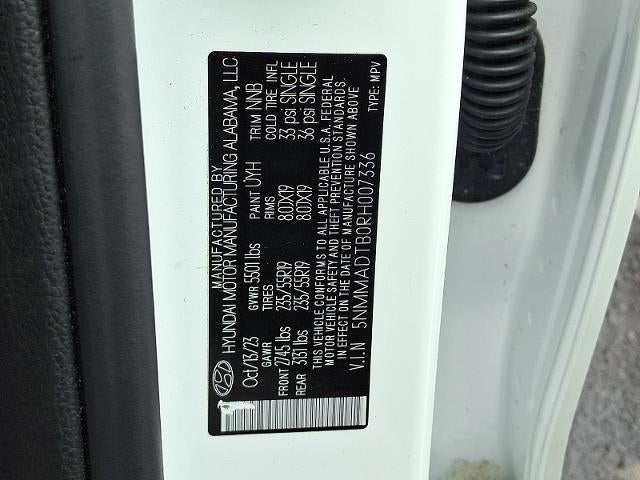 MANUFACTURED BY
HYUNDAI MOTOR MANUFACTURING ALABAMA, LLC
Oct/13/23 GVWR 5501 lbs PAINT UYH TRIM NNB
GAWR TIRES RIMS COLD TIRE INFL
FRONT 2745 lbs 235/55R19 8.0JX19 33 psi SINGLE
REAR 3131 lbs 235/55R19 8.0JX19 36 psi SINGLE
THIS VEHICLE CONFORMS TO ALL APPLICABLE U.S.A. FEDERAL
MOTOR VEHICLE SAFETY AND THEFT PREVENTION STANDARDS
IN EFFECT ON THE DATE OF MANUFACTURE SHOWN ABOVE
V.I.N 5NMMADTB0RH007336 TYPE: MPV